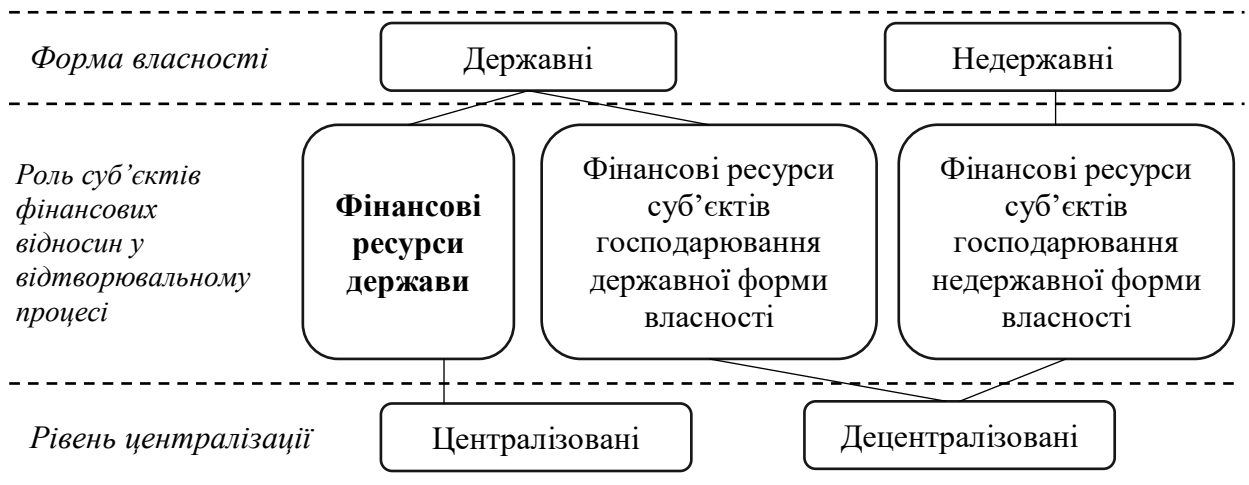 Форма власності
Державні
Недержавні
Роль суб’єктів
фінансових
відносин у
відтворювальному
процесі
Фінансові
ресурси
держави
Фінансові ресурси
суб’єктів
господарювання
державної форми
власності
Фінансові ресурси
суб’єктів
господарювання
недержавної форми
власності
Рівень централізації
Централізовані
Децентралізовані